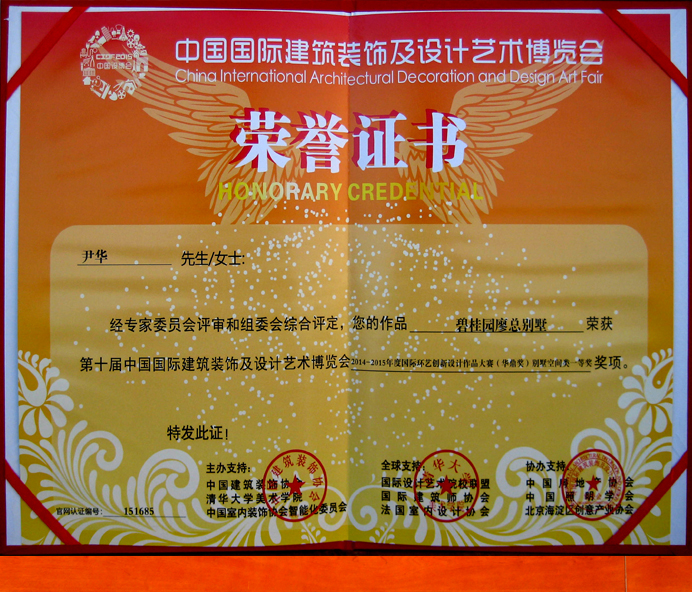 中国国际建筑装饰及设计艺术博览会
China International Architectural Decoration and Design Art Fair
荣誉证书
HONORARY CREDENTIAL
尹华 先生/女士:
经专家委员会评审和组委会综合评定，您的作品 碧桂园廖总别墅 荣获
第十届中国国际建筑装饰及设计艺术博览会2014-2015年度国际环艺创新设计作品大赛（华鼎奖）别墅空间类一等奖 奖项。
特发此证！
主办支持:
中国建筑装饰协会
清华大学美术学院
中国室内装饰协会智能化委员会
全球支持:
国际设计艺术院校联盟
国际建筑师协会
法国室内设计协会
协办支持:
中国房地产协会
中国照明学会
北京海淀区创意产业协会
官网认证编号: 151685